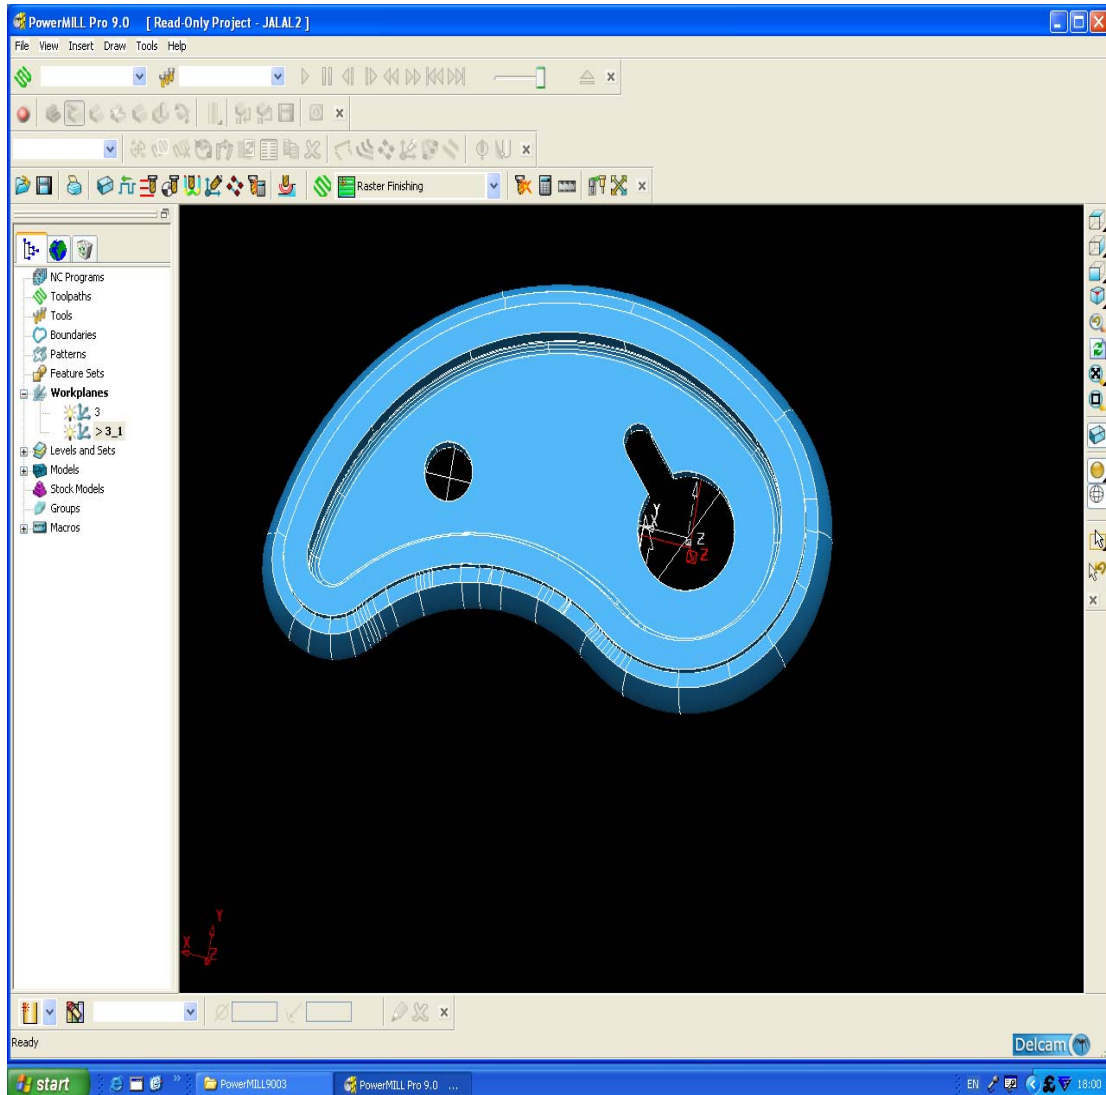 PowerMILL Pro 9.0 [ Read-Only Project - JALAL2 ]
File View Insert Draw Tools Help
Raster Finishing
NC Programs
Toolpaths
Tools
Boundaries
Patterns
Feature Sets
Workplanes
3
> 3_1
Levels and Sets
Models
Stock Models
Groups
Macros
Y
X
Z
Z
Y
X
Z
Ready
Delcam
start
PowerMILL9003
PowerMILL Pro 9.0 ...
EN
18:00